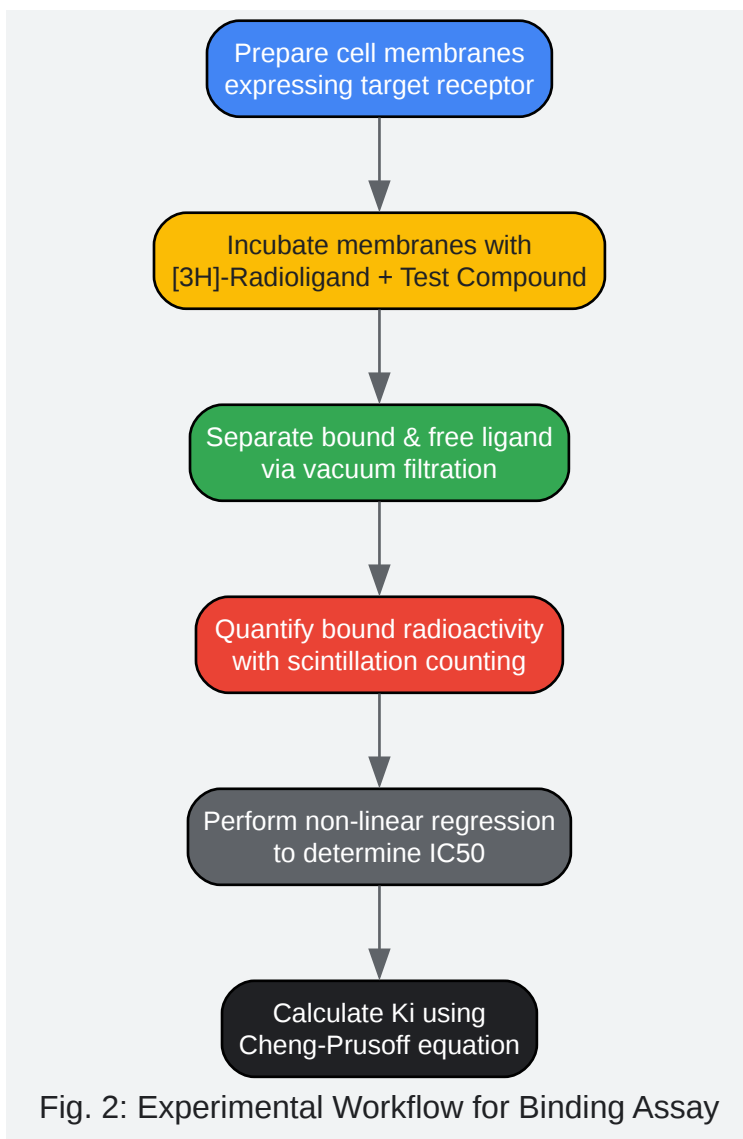 Prepare cell membranes
expressing target receptor
Incubate membranes with
[3H]-Radioligand + Test Compound
Separate bound & free ligand
via vacuum filtration
Quantify bound radioactivity
with scintillation counting
Perform non-linear regression
to determine IC50
Calculate Ki using
Cheng-Prusoff equation
Fig. 2: Experimental Workflow for Binding Assay